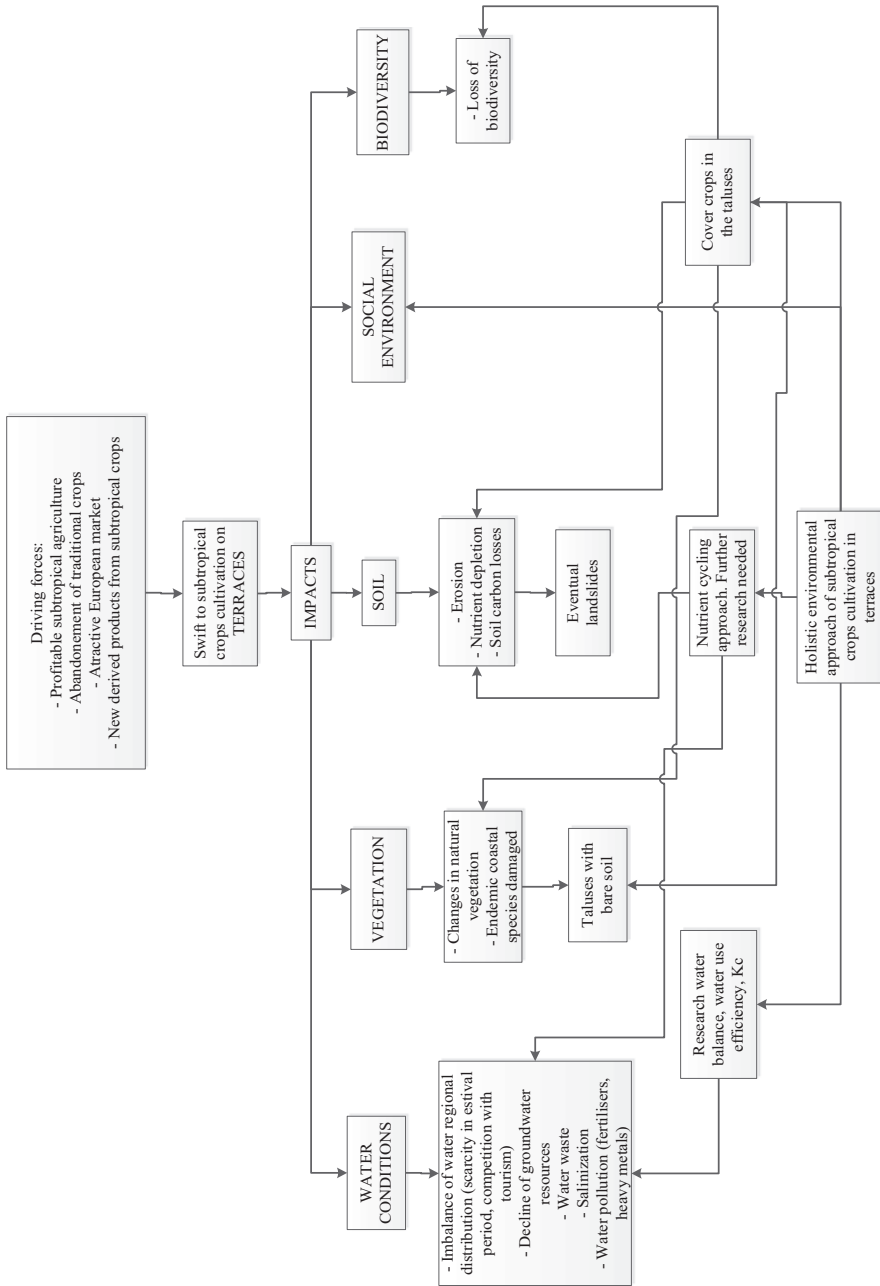 Driving forces:
- Profitable subtropical agriculture
- Abandonement of traditional crops
- Atractive European market
- New derived products from subtropical crops
Swift to subtropical
crops cultivation on
TERRACES
IMPACTS
WATER
CONDITIONS
VEGETATION
SOIL
SOCIAL
ENVIRONMENT
BIODIVERSITY
- Imbalance of water regional
distribution (scarcity in estival
period, competition with
tourism)
- Decline of groundwater
resources
- Water waste
- Salinization
- Water pollution (fertilisers,
heavy metals)
- Changes in natural
vegetation
- Endemic coastal
species damaged
- Erosion
- Nutrient depletion
- Soil carbon losses
- Loss of
biodiversity
Taluses with
bare soil
Eventual
landslides
Research water
balance, water use
efficiency, Kc
Nutrient cycling
approach. Further
research needed
Cover crops in
the taluses
Holistic environmental
approach of subtropical
crops cultivation in
terraces